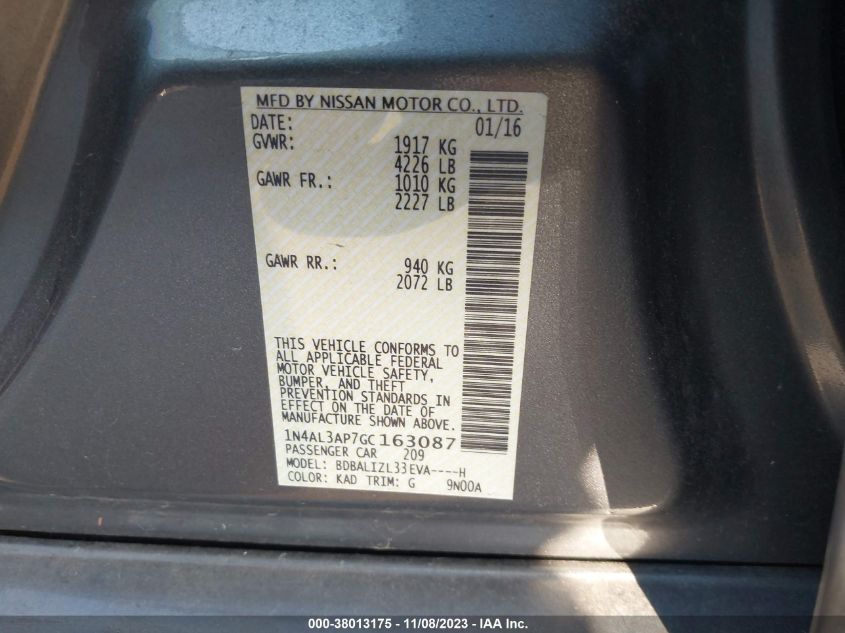 MFD BY NISSAN MOTOR CO., LTD.
DATE: 01/16
GVWR: 1917 KG
4226 LB
GAWR FR.: 1010 KG
2227 LB
GAWR RR.: 940 KG
2072 LB
THIS VEHICLE CONFORMS TO
ALL APPLICABLE FEDERAL
MOTOR VEHICLE SAFETY,
BUMPER, AND THEFT
PREVENTION STANDARDS IN
EFFECT ON THE DATE OF
MANUFACTURE SHOWN ABOVE.
1N4AL3AP7GC163087
PASSENGER CAR 209
MODEL: BDBALIZL33EVA----H
COLOR: KAD TRIM: G 9N00A
000-38013175 - 11/08/2023 - IAA Inc.